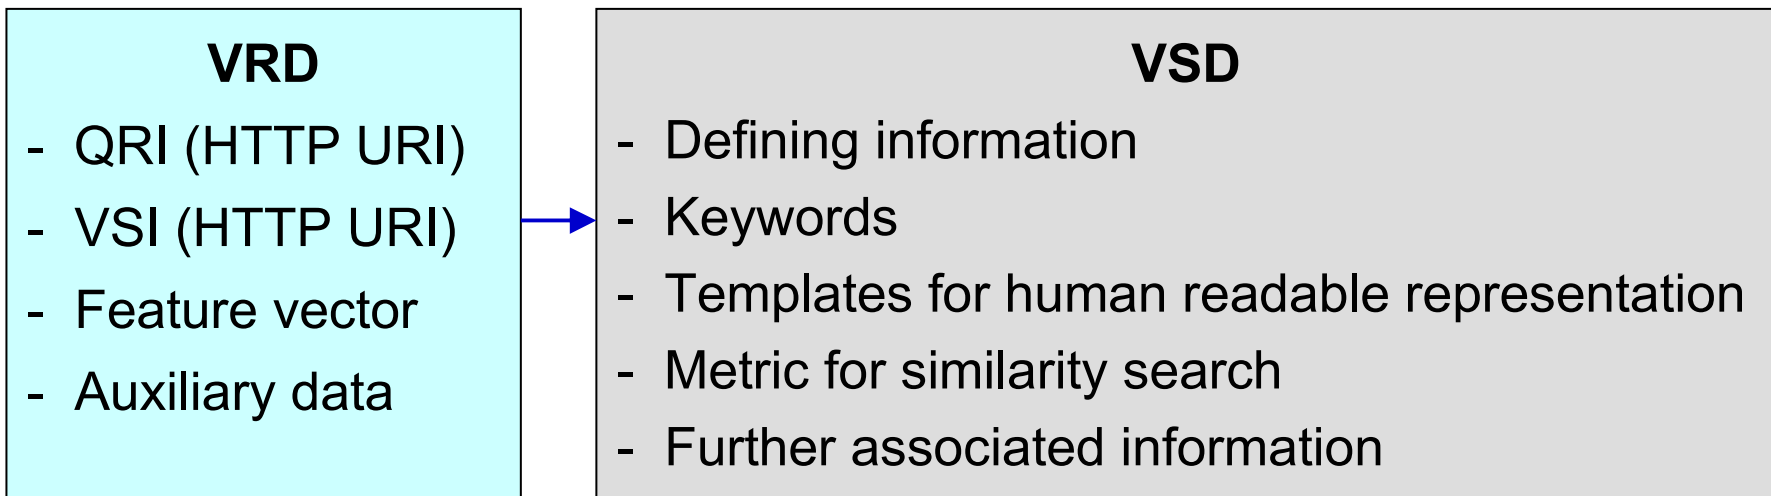 VRD
- QRI (HTTP URI)
- VSI (HTTP URI)
- Feature vector
- Auxiliary data
VSD
- Defining information
- Keywords
- Templates for human readable representation
- Metric for similarity search
- Further associated information